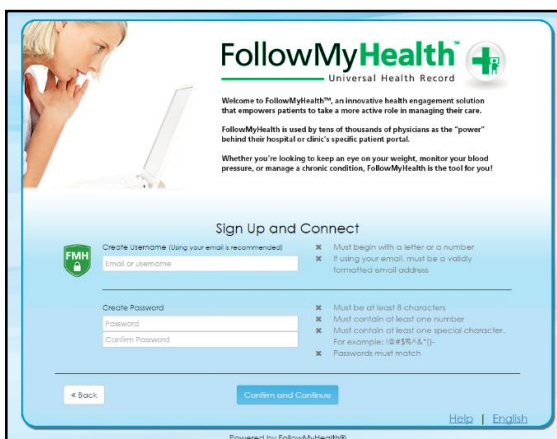 FollowMyHealth™
Universal Health Record
Welcome to FollowMyHealth™, an innovative health engagement solution
that empowers patients to take a more active role in managing their care.
FollowMyHealth is used by tens of thousands of physicians as the "power"
behind their hospital or clinic's specific patient portal.
Whether you're looking to keep an eye on your weight, monitor your blood
pressure, or manage a chronic condition, FollowMyHealth is the tool for you!
Sign Up and Connect
FMH
Create Username (Using your email is recommended)
Email or username
✖ Must begin with a letter or a number
✖ If using your email, must be a validly
formatted email address
Create Password
Password
Confirm Password
✖ Must be at least 8 characters
✖ Must contain at least one number
✖ Must contain at least one special character.
For example: !@#$%^&*()-
✖ Passwords must match
« Back
Confirm and Continue
Help | English
Powered by FollowMyHealth®